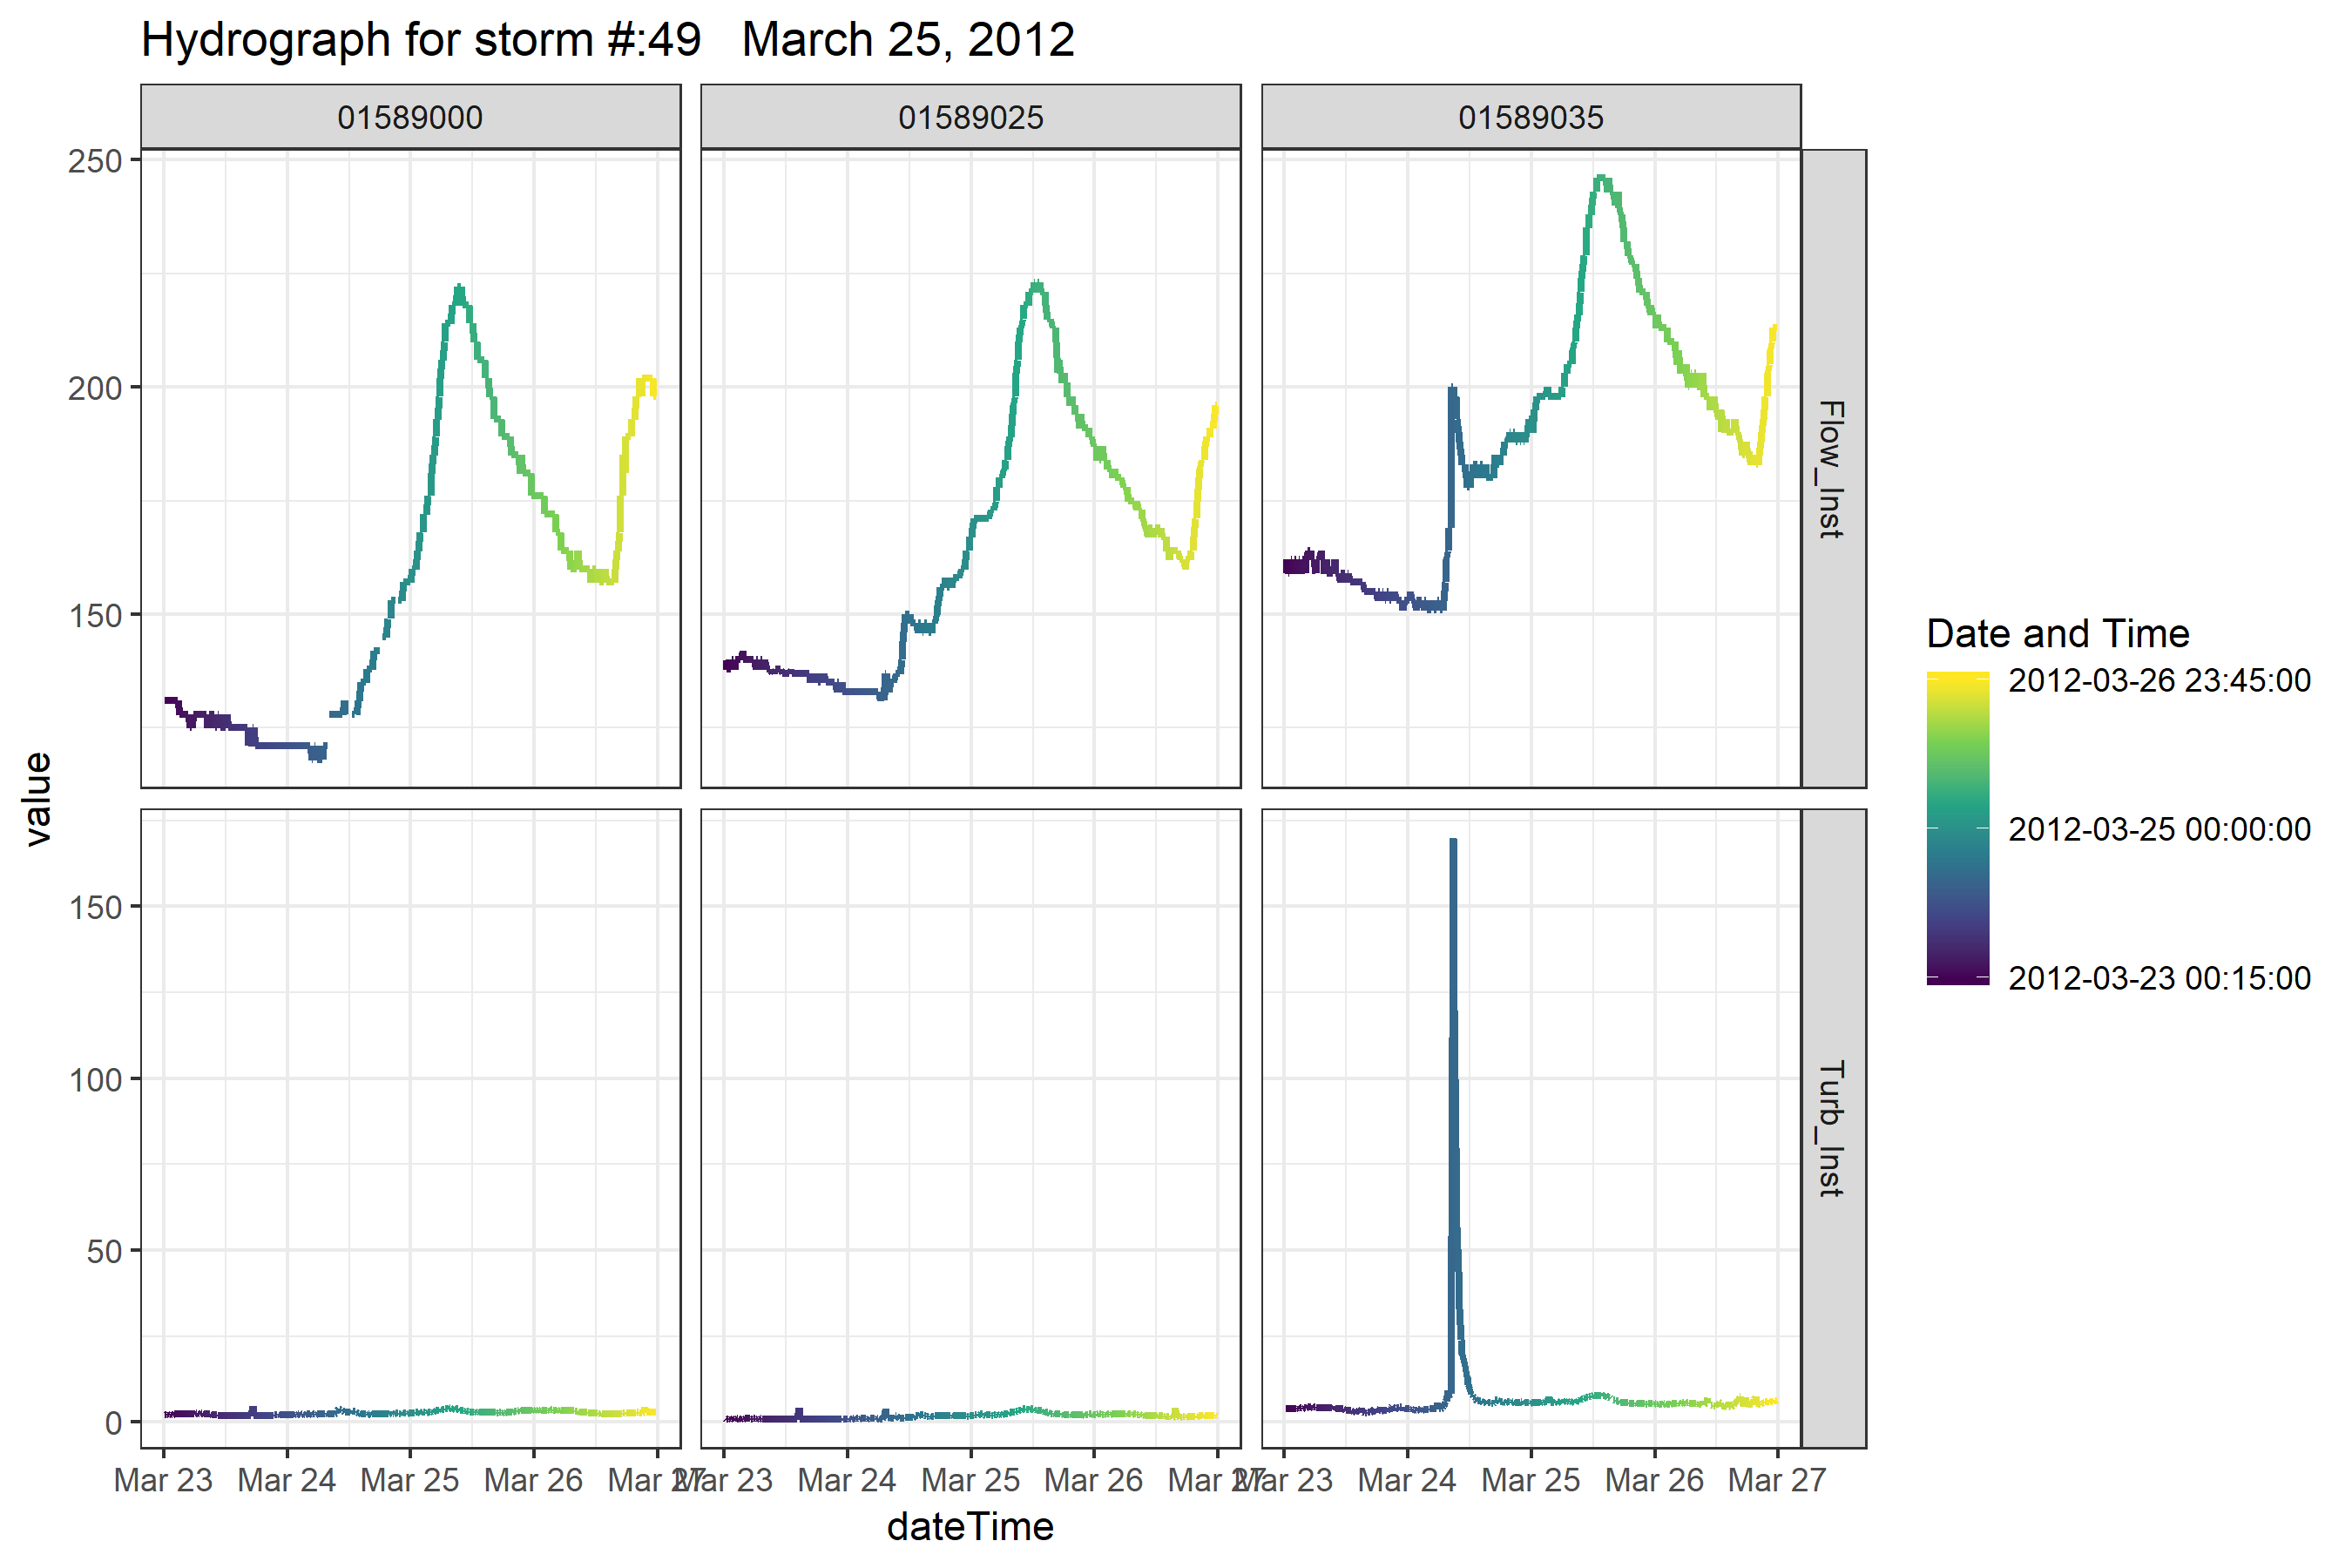 Hydrograph for storm #:49   March 25, 2012
01589000
01589025
01589035
250
200
150
Flow_Inst
150
100
50
0
Turb_Inst
value
Mar 23
Mar 24
Mar 25
Mar 26
Mar 27
Mar 23
Mar 24
Mar 25
Mar 26
Mar 27
Mar 23
Mar 24
Mar 25
Mar 26
Mar 27
dateTime
Date and Time
2012-03-26 23:45:00
2012-03-25 00:00:00
2012-03-23 00:15:00